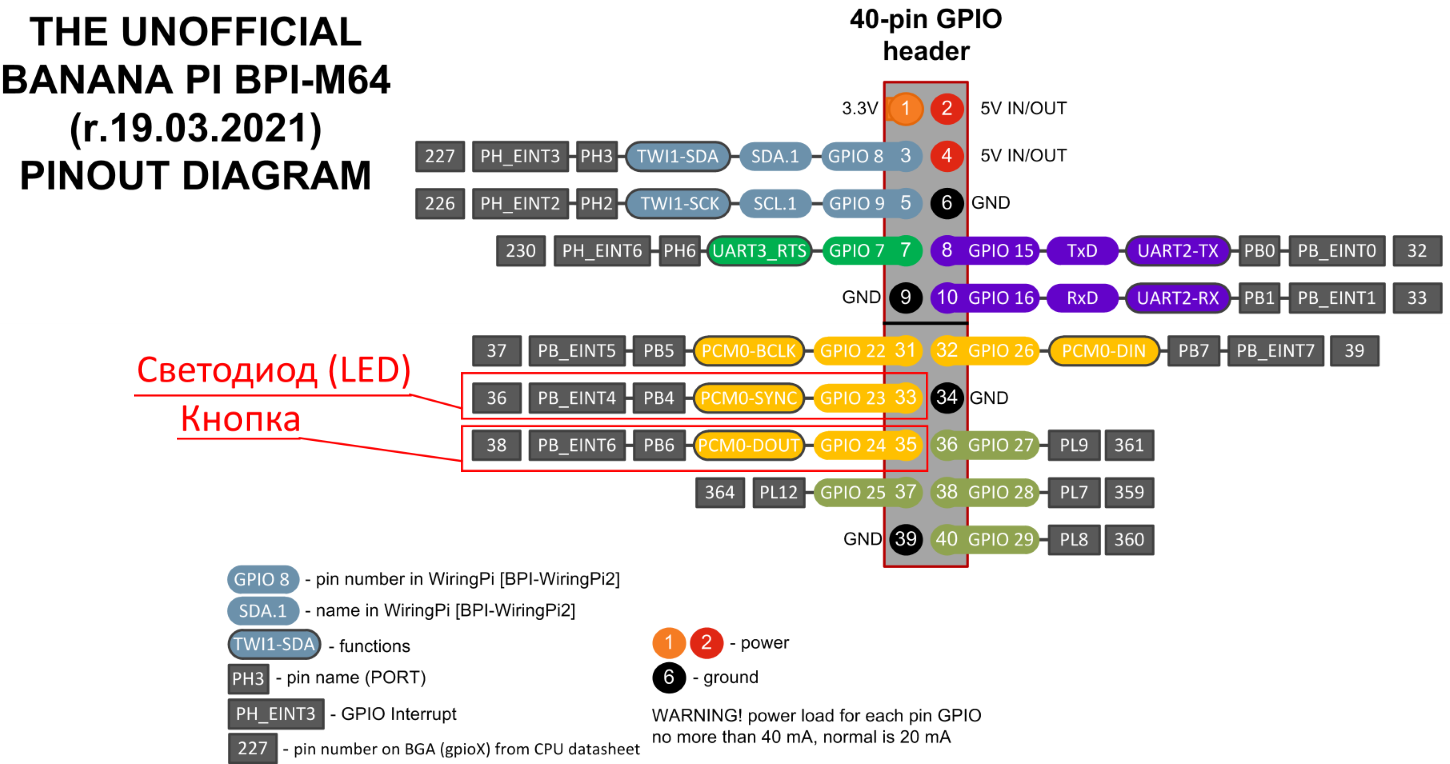 THE UNOFFICIAL
BANANA PI BPI-M64
(r.19.03.2021)
PINOUT DIAGRAM
40-pin GPIO
header
3.3V 1 2 5V IN/OUT
227 PH_EINT3 PH3 TWI1-SDA SDA.1 GPIO 8 3 4 5V IN/OUT
226 PH_EINT2 PH2 TWI1-SCK SCL.1 GPIO 9 5 6 GND
230 PH_EINT6 PH6 UART3_RTS GPIO 7 7 8 GPIO 15 TxD UART2-TX PB0 PB_EINT0 32
GND 9 10 GPIO 16 RxD UART2-RX PB1 PB_EINT1 33
37 PB_EINT5 PB5 PCM0-BCLK GPIO 22 31 32 GPIO 26 PCM0-DIN PB7 PB_EINT7 39
Светодиод (LED)
36 PB_EINT4 PB4 PCM0-SYNC GPIO 23 33 34 GND
Кнопка
38 PB_EINT6 PB6 PCM0-DOUT GPIO 24 35 36 GPIO 27 PL9 361
364 PL12 GPIO 25 37 38 GPIO 28 PL7 359
GND 39 40 GPIO 29 PL8 360
GPIO 8 - pin number in WiringPi [BPI-WiringPi2]
SDA.1 - name in WiringPi [BPI-WiringPi2]
TWI1-SDA - functions
PH3 - pin name (PORT)
PH_EINT3 - GPIO Interrupt
227 - pin number on BGA (gpioX) from CPU datasheet
1 2 - power
6 - ground
WARNING! power load for each pin GPIO
no more than 40 mA, normal is 20 mA